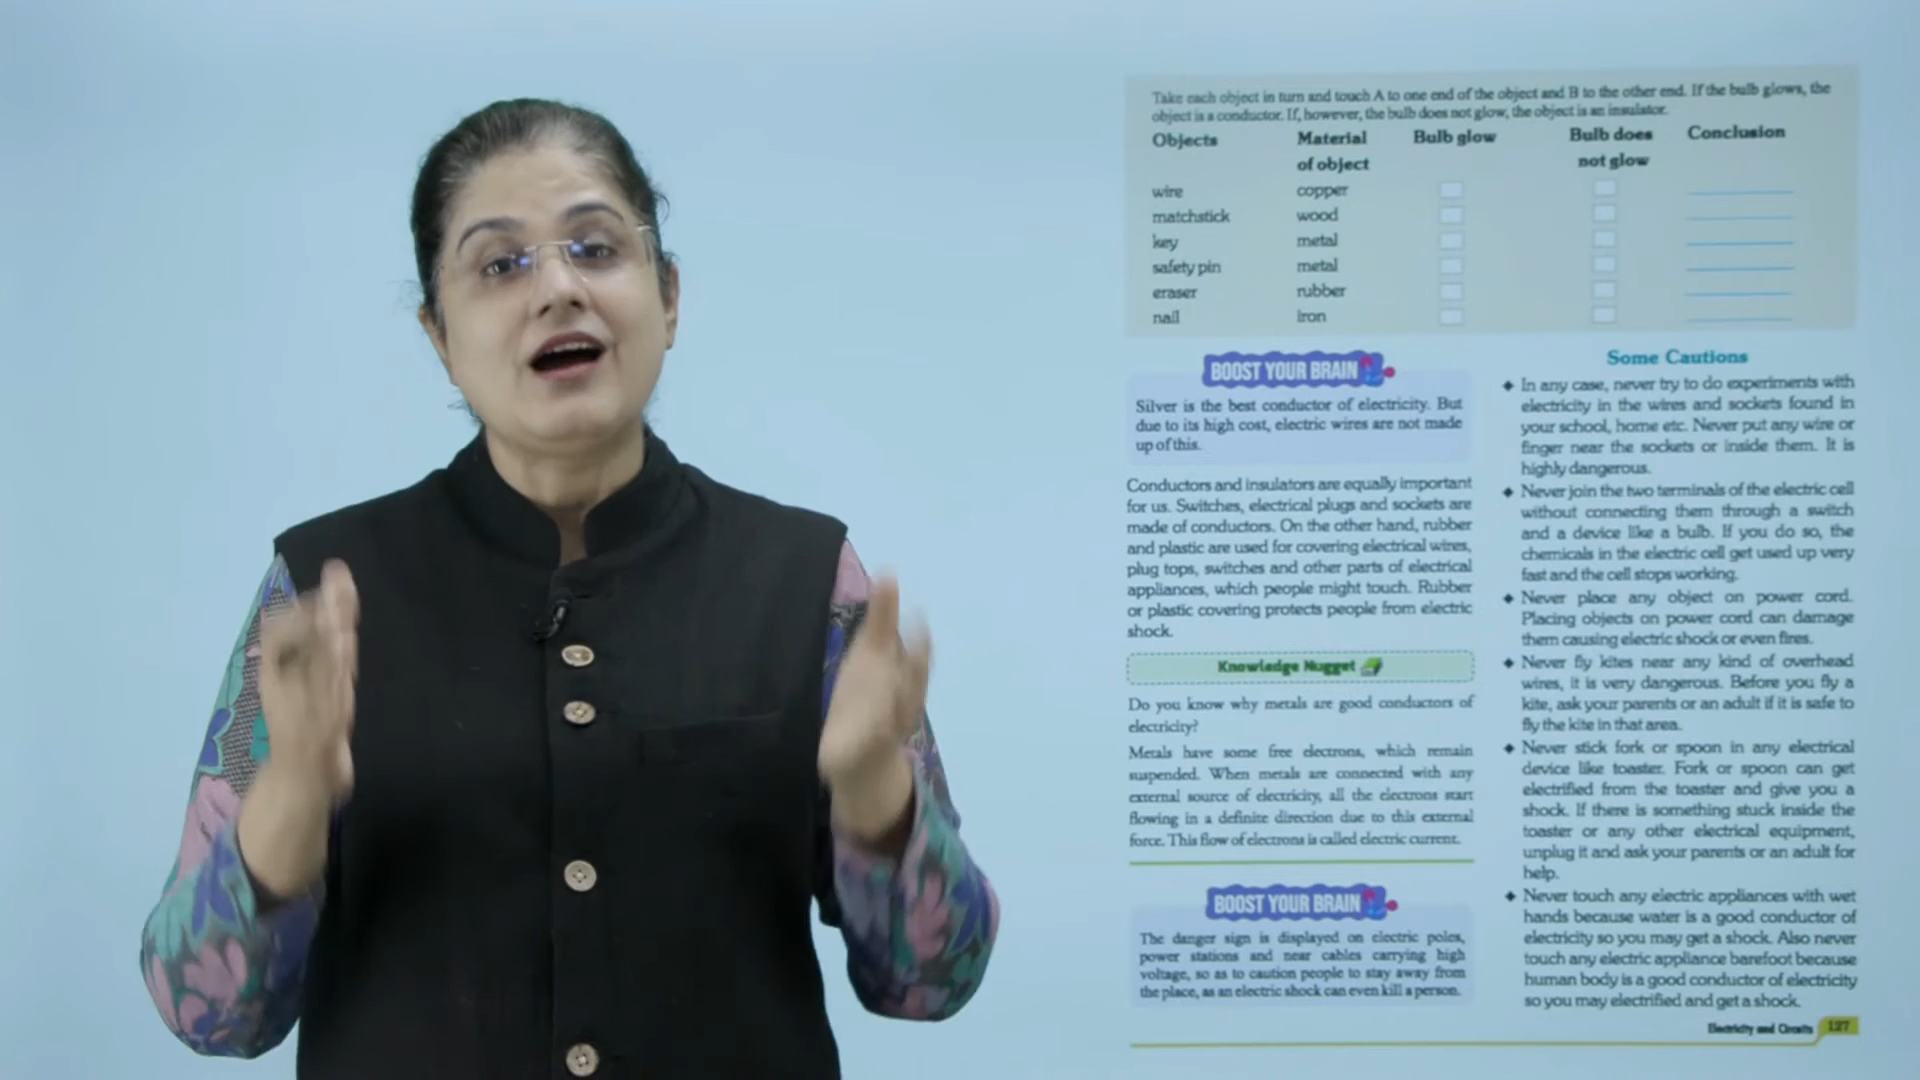 Take each object in turn and touch A to one end of the object and B to the other end. If the bulb glows, the
object is a conductor. If, however, the bulb does not glow, the object is an insulator.
Objects Material of object Bulb glow Bulb does not glow Conclusion
wire copper
matchstick wood
key metal
safety pin metal
eraser rubber
nail iron
BOOST YOUR BRAIN
Silver is the best conductor of electricity. But
due to its high cost, electric wires are not made
up of this.
Conductors and insulators are equally important
for us. Switches, electrical plugs and sockets are
made of conductors. On the other hand, rubber
and plastic are used for covering electrical wires,
plug tops, switches and other parts of electrical
appliances, which people might touch. Rubber
or plastic covering protects people from electric
shock.
Knowledge Nugget
Do you know why metals are good conductors of
electricity?
Metals have some free electrons, which remain
suspended. When metals are connected with any
external source of electricity, all the electrons start
flowing in a definite direction due to this external
force. This flow of electrons is called electric current.
BOOST YOUR BRAIN
The danger sign is displayed on electric poles,
power stations and near cables carrying high
voltage, so as to caution people to stay away from
the place, as an electric shock can even kill a person.
Some Cautions
◆ In any case, never try to do experiments with
electricity in the wires and sockets found in
your school, home etc. Never put any wire or
finger near the sockets or inside them. It is
highly dangerous.
◆ Never join the two terminals of the electric cell
without connecting them through a switch
and a device like a bulb. If you do so, the
chemicals in the electric cell get used up very
fast and the cell stops working.
◆ Never place any object on power cord.
Placing objects on power cord can damage
them causing electric shock or even fires.
◆ Never fly kites near any kind of overhead
wires, it is very dangerous. Before you fly a
kite, ask your parents or an adult if it is safe to
fly the kite in that area.
◆ Never stick fork or spoon in any electrical
device like toaster. Fork or spoon can get
electrified from the toaster and give you a
shock. If there is something stuck inside the
toaster or any other electrical equipment,
unplug it and ask your parents or an adult for
help.
◆ Never touch any electric appliances with wet
hands because water is a good conductor of
electricity so you may get a shock. Also never
touch any electric appliance barefoot because
human body is a good conductor of electricity
so you may electrified and get a shock.
Electricity and Circuits 127